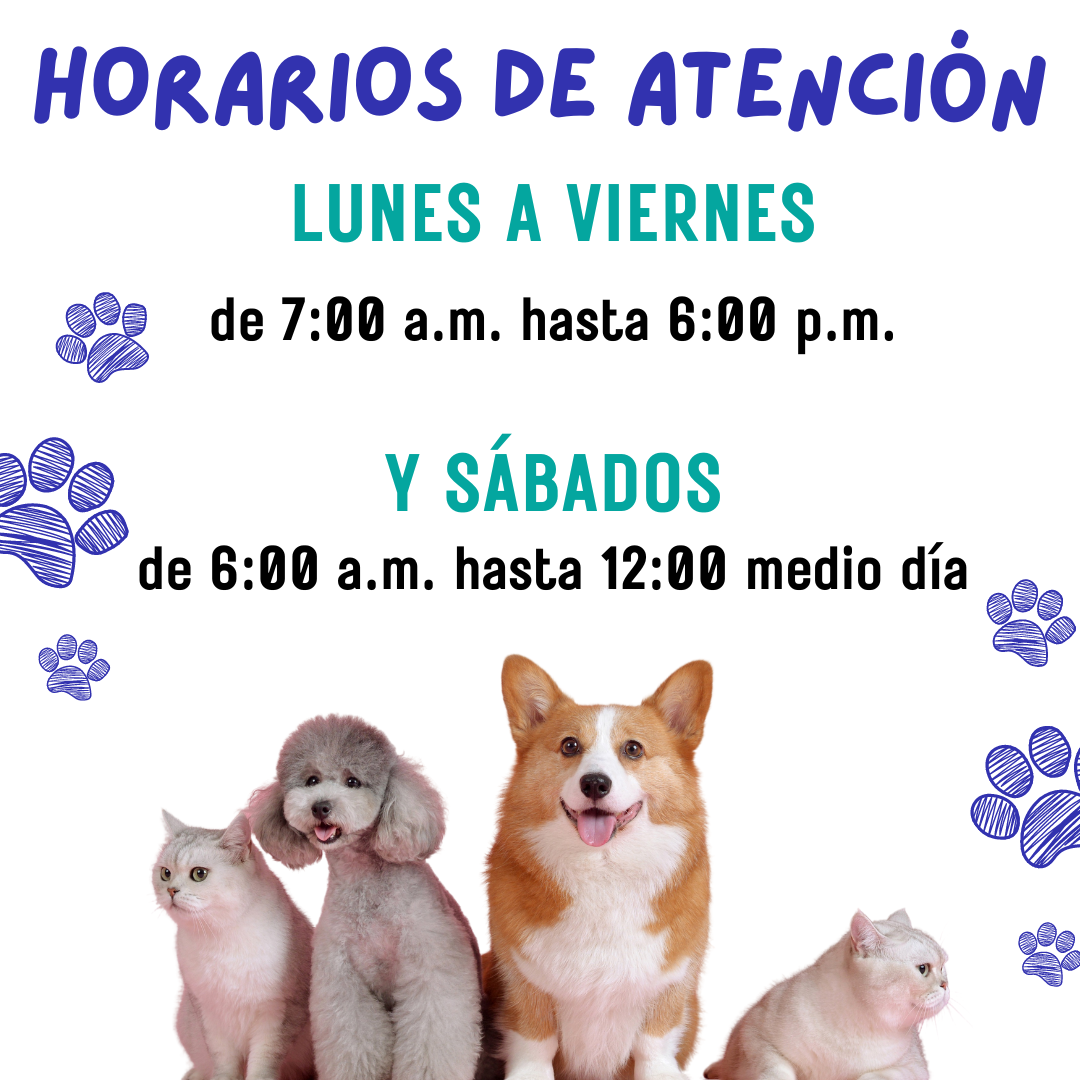 HORARIOS DE ATENCIÓN
LUNES A VIERNES
de 7:00 a.m. hasta 6:00 p.m.
Y SÁBADOS
de 6:00 a.m. hasta 12:00 medio día